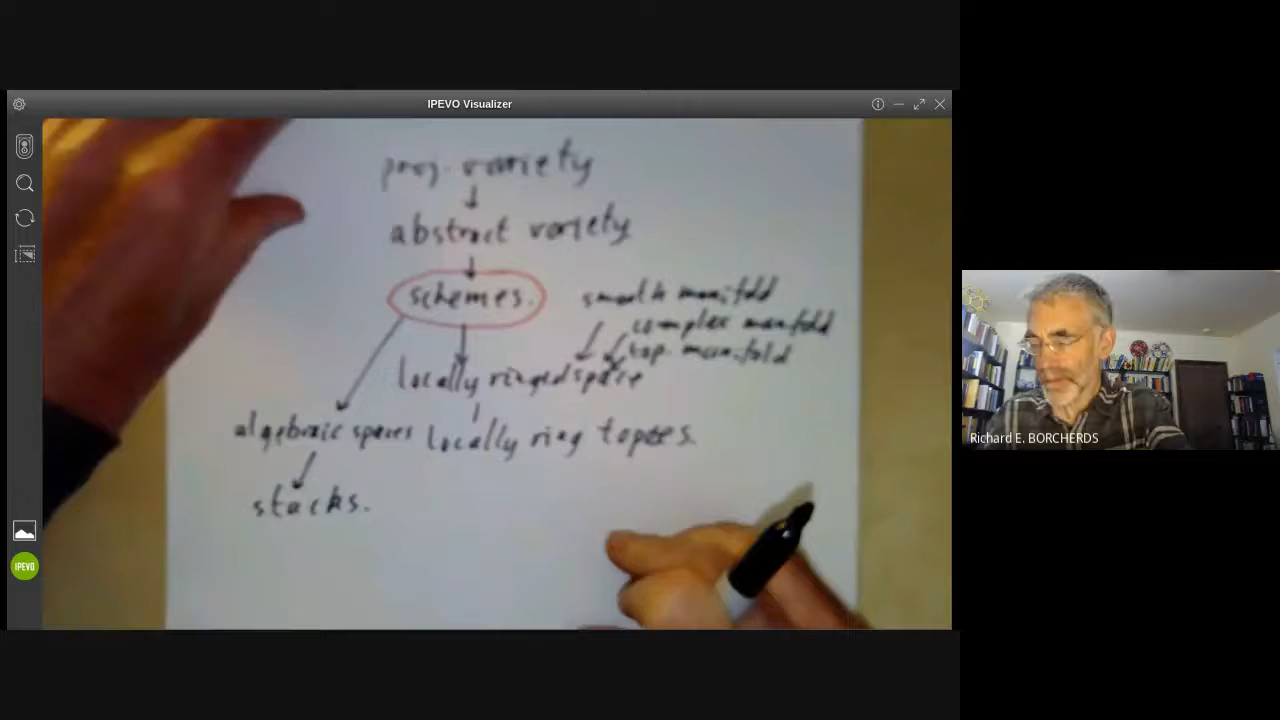 IPEVO Visualizer
proj. variety
abstract variety
schemes.
smooth manifold
complex manifold
top. manifold
locally ringed space
algebraic spaces
locally ring topoes.
stacks.
Richard E. BORCHERDS
IPEVO